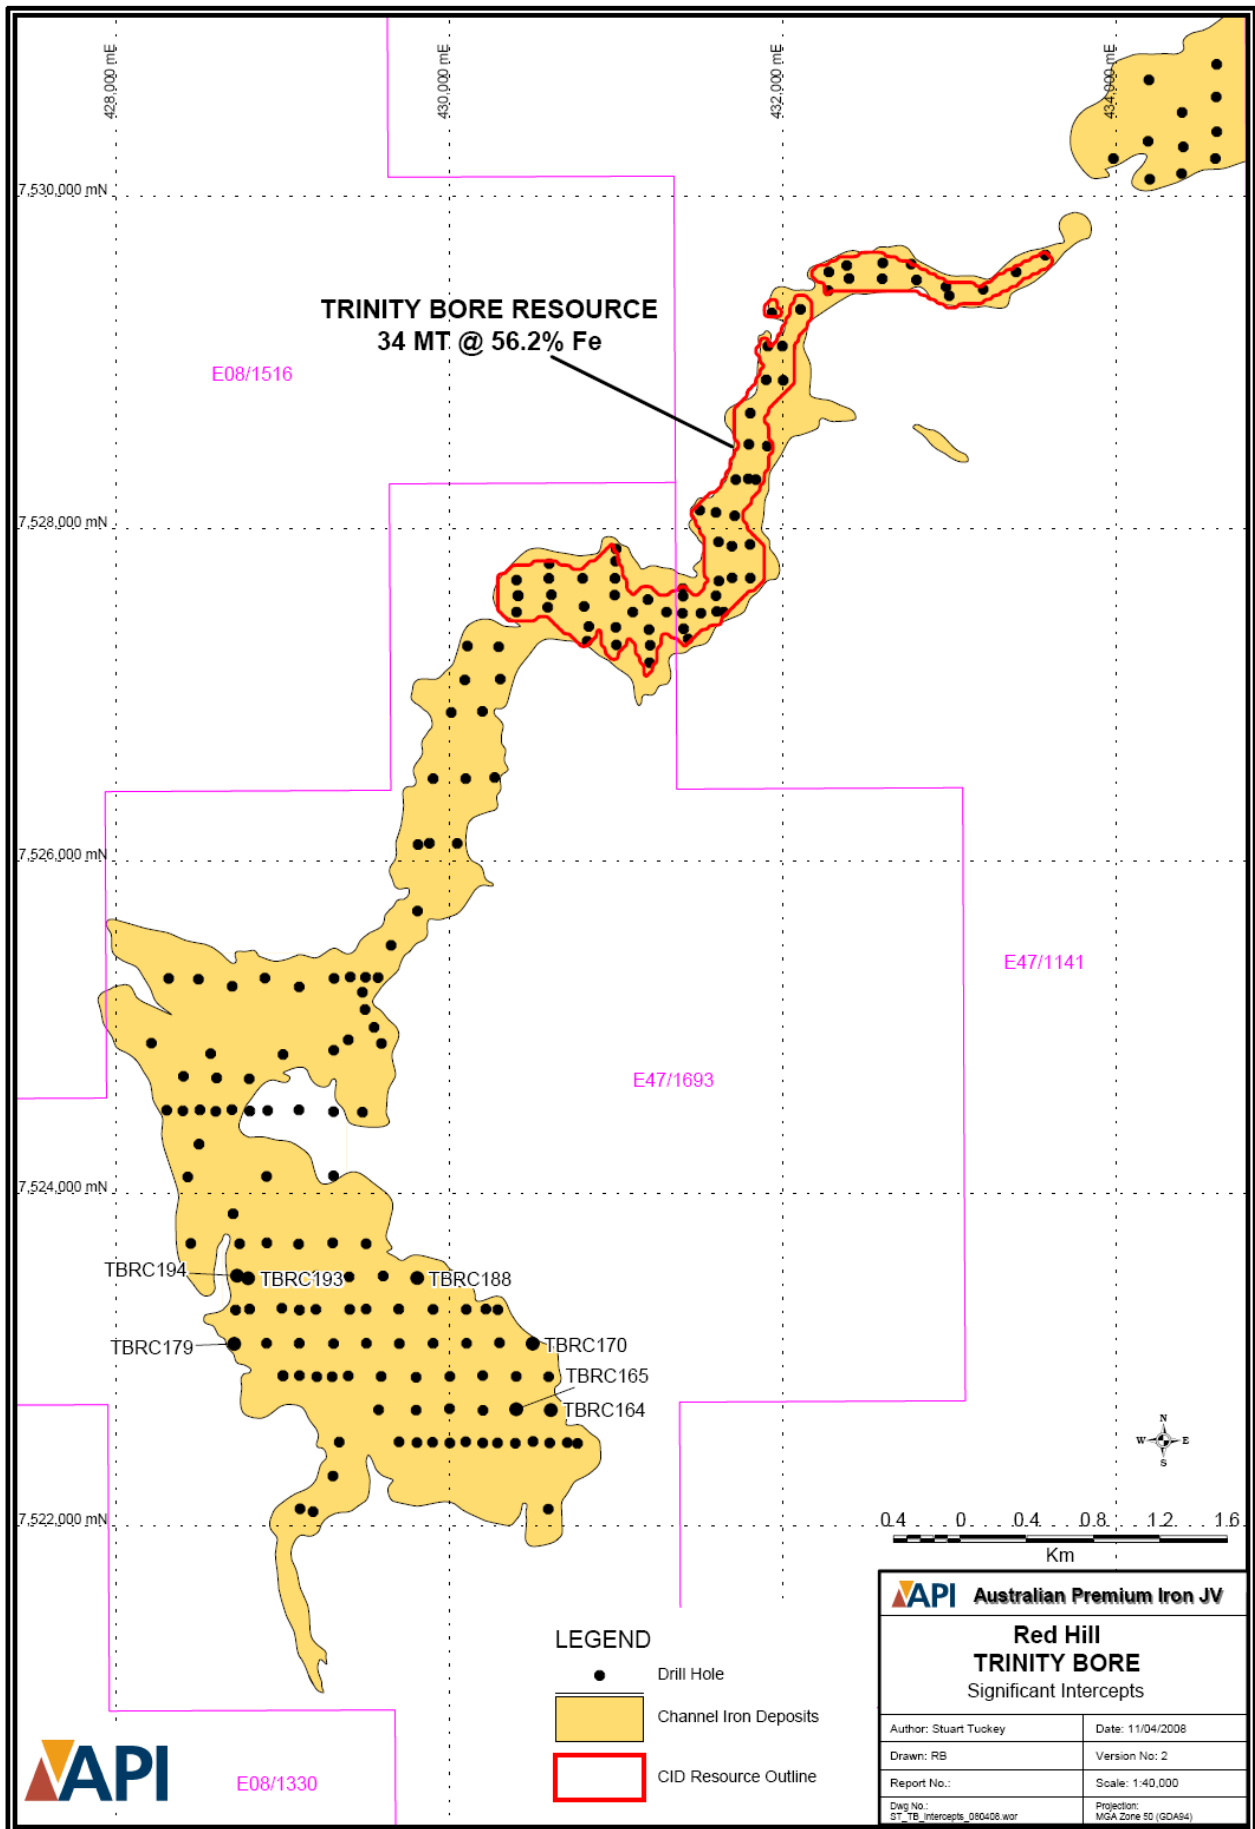 428,000 mE
430,000 mE
432,000 mE
434,000 mE
7,530,000 mN
TRINITY BORE RESOURCE
34 MT @ 56.2% Fe
E08/1516
7,528,000 mN
7,526,000 mN
E47/1141
E47/1693
7,524,000 mN
TBRC194
TBRC193
TBRC188
TBRC179
TBRC170
TBRC165
TBRC164
N
W
E
S
7,522,000 mN
0.4 0 0.4 0.8 1.2 1.6
Km
API Australian Premium Iron JV
Red Hill
TRINITY BORE
Significant Intercepts
Author: Stuart Tuckey
Date: 11/04/2008
Drawn: RB
Version No: 2
Report No.:
Scale: 1:40,000
Dwg No.:
ST_TB_Intercepts_080408.wor
Projection:
MGA Zone 50 (GDA94)
LEGEND
Drill Hole
Channel Iron Deposits
CID Resource Outline
API
E08/1330